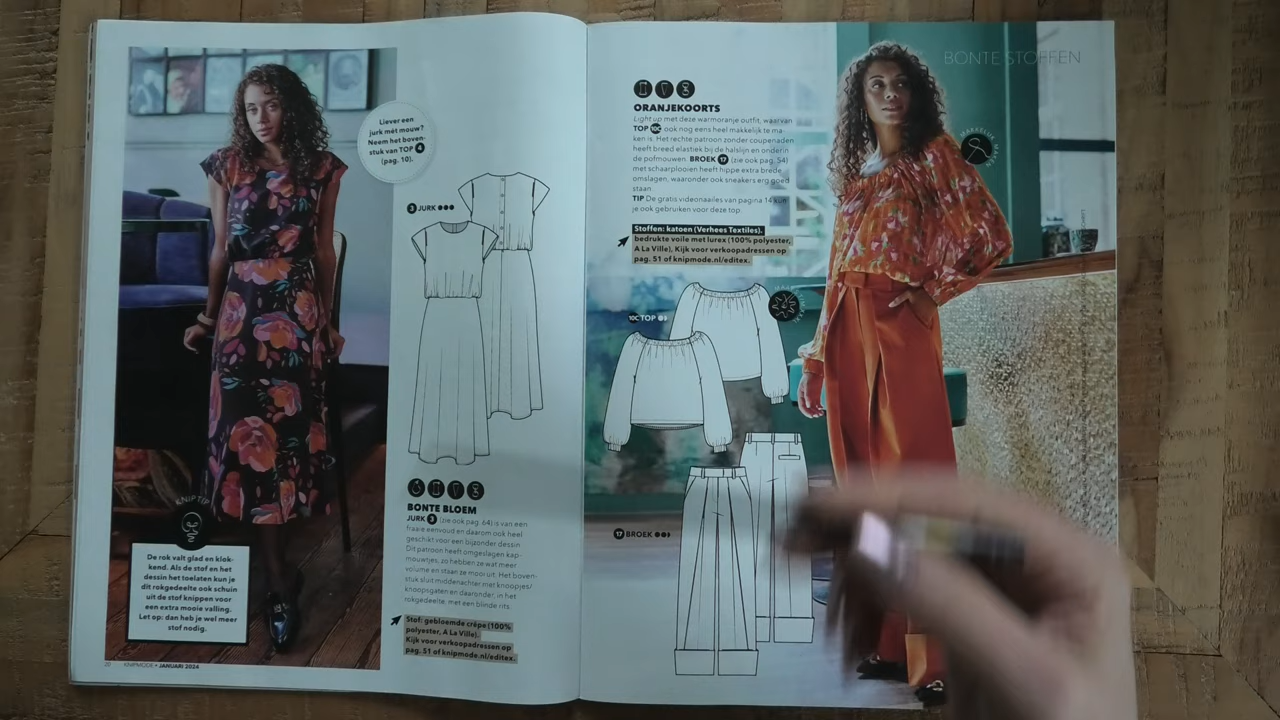 Liever een
jurk mét mouw?
Neem het boven-
stuk van TOP 4
(pag. 10).
3 JURK
KNIPTIP
De rok valt glad en klok-
kend. Als de stof en het
dessin het toelaten kun je
dit rokgedeelte ook schuin
uit de stof knippen voor
een extra mooie valling.
Let op: dan heb je wel meer
stof nodig.
BONTE BLOEM
JURK 3 (zie ook pag. 64) is van een
fraaie eenvoud en daarom ook heel
geschikt voor een bijzonder dessin.
Dit patroon heeft omgeslagen kap-
mouwtjes, zo hebben ze wat meer
volume en staan ze mooi uit. Het boven-
stuk sluit middenachter met knoopjes/
knoopsgaten en daaronder, in het
rokgedeelte, met een blinde rits.
Stof: gebloemde crêpe (100%
polyester, A La Ville).
Kijk voor verkoopadressen op
pag. 51 of knipmode.nl/editex.
20 KNIPMODE • JANUARI 2024
BONTE STOFFEN
ORANJEKOORTS
Light up met deze warmoranje outfit, waarvan
TOP 10C ook nog eens heel makkelijk te ma-
ken is. Het rechte patroon zonder coupenaden
heeft breed elastiek bij de halslijn en onderin
de pofmouwen. BROEK 17 (zie ook pag. 54)
met schaarplooien heeft hippe extra brede
omslagen, waaronder ook sneakers erg goed
staan.
TIP De gratis videonaailes van pagina 14 kun
je ook gebruiken voor deze top.
Stoffen: katoen (Verhees Textiles),
bedrukte voile met lurex (100% polyester,
A La Ville), Kijk voor verkoopadressen op
pag. 51 of knipmode.nl/editex.
MAKKELIJK MAKEN
10C TOP
17 BROEK